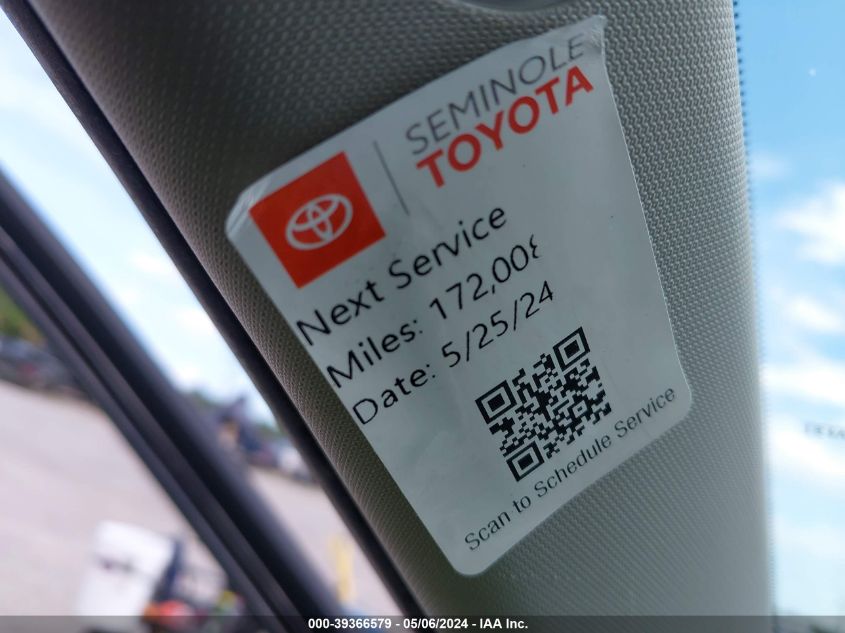 SEMINOLE
TOYOTA
Next Service
Miles: 172,008
Date: 5/25/24
Scan to Schedule Service
000-39366579 - 05/06/2024 - IAA Inc.